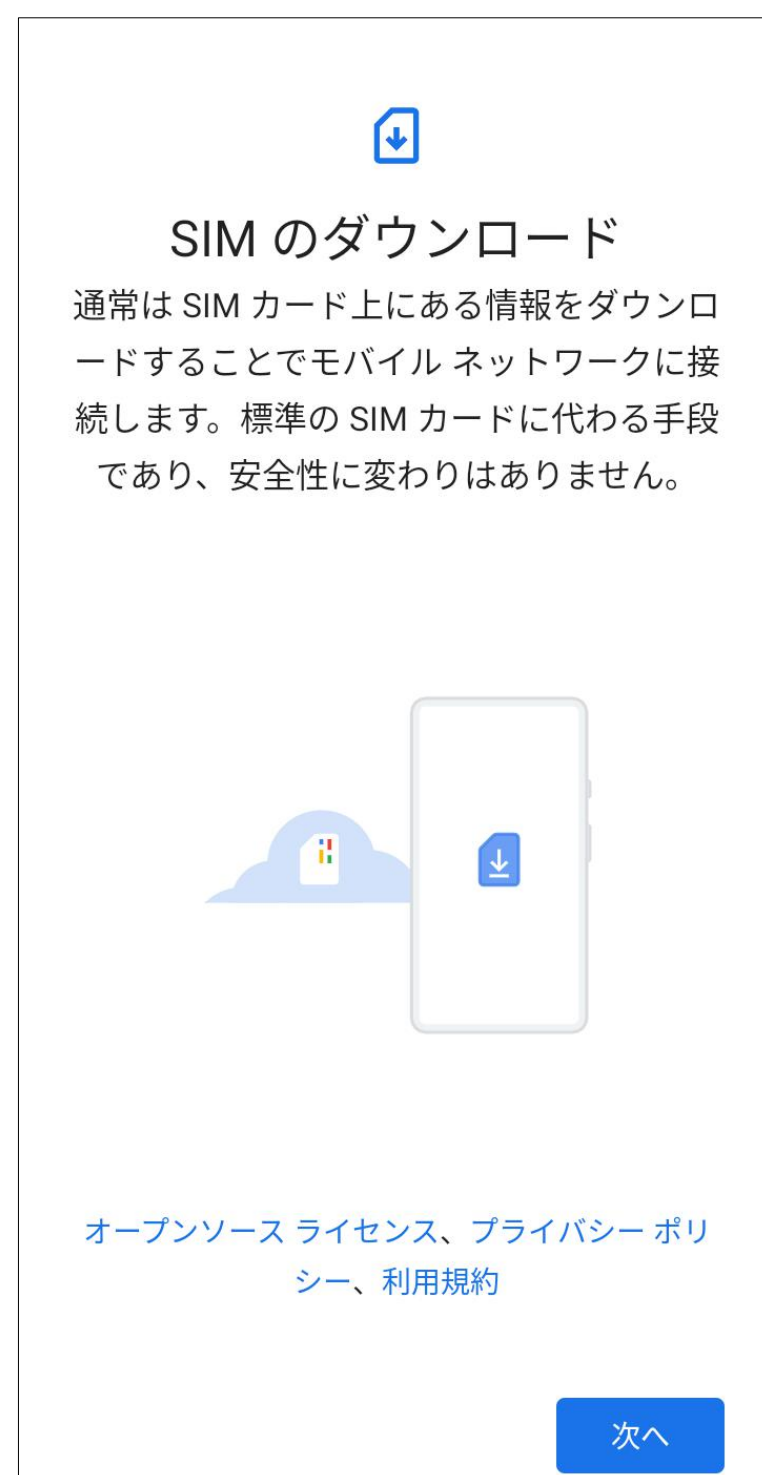 SIM のダウンロード
通常は SIM カード上にある情報をダウンロ
ードすることでモバイル ネットワークに接
続します。標準の SIM カードに代わる手段
であり、安全性に変わりはありません。
オープンソース ライセンス、プライバシー ポリ
シー、利用規約
次へ